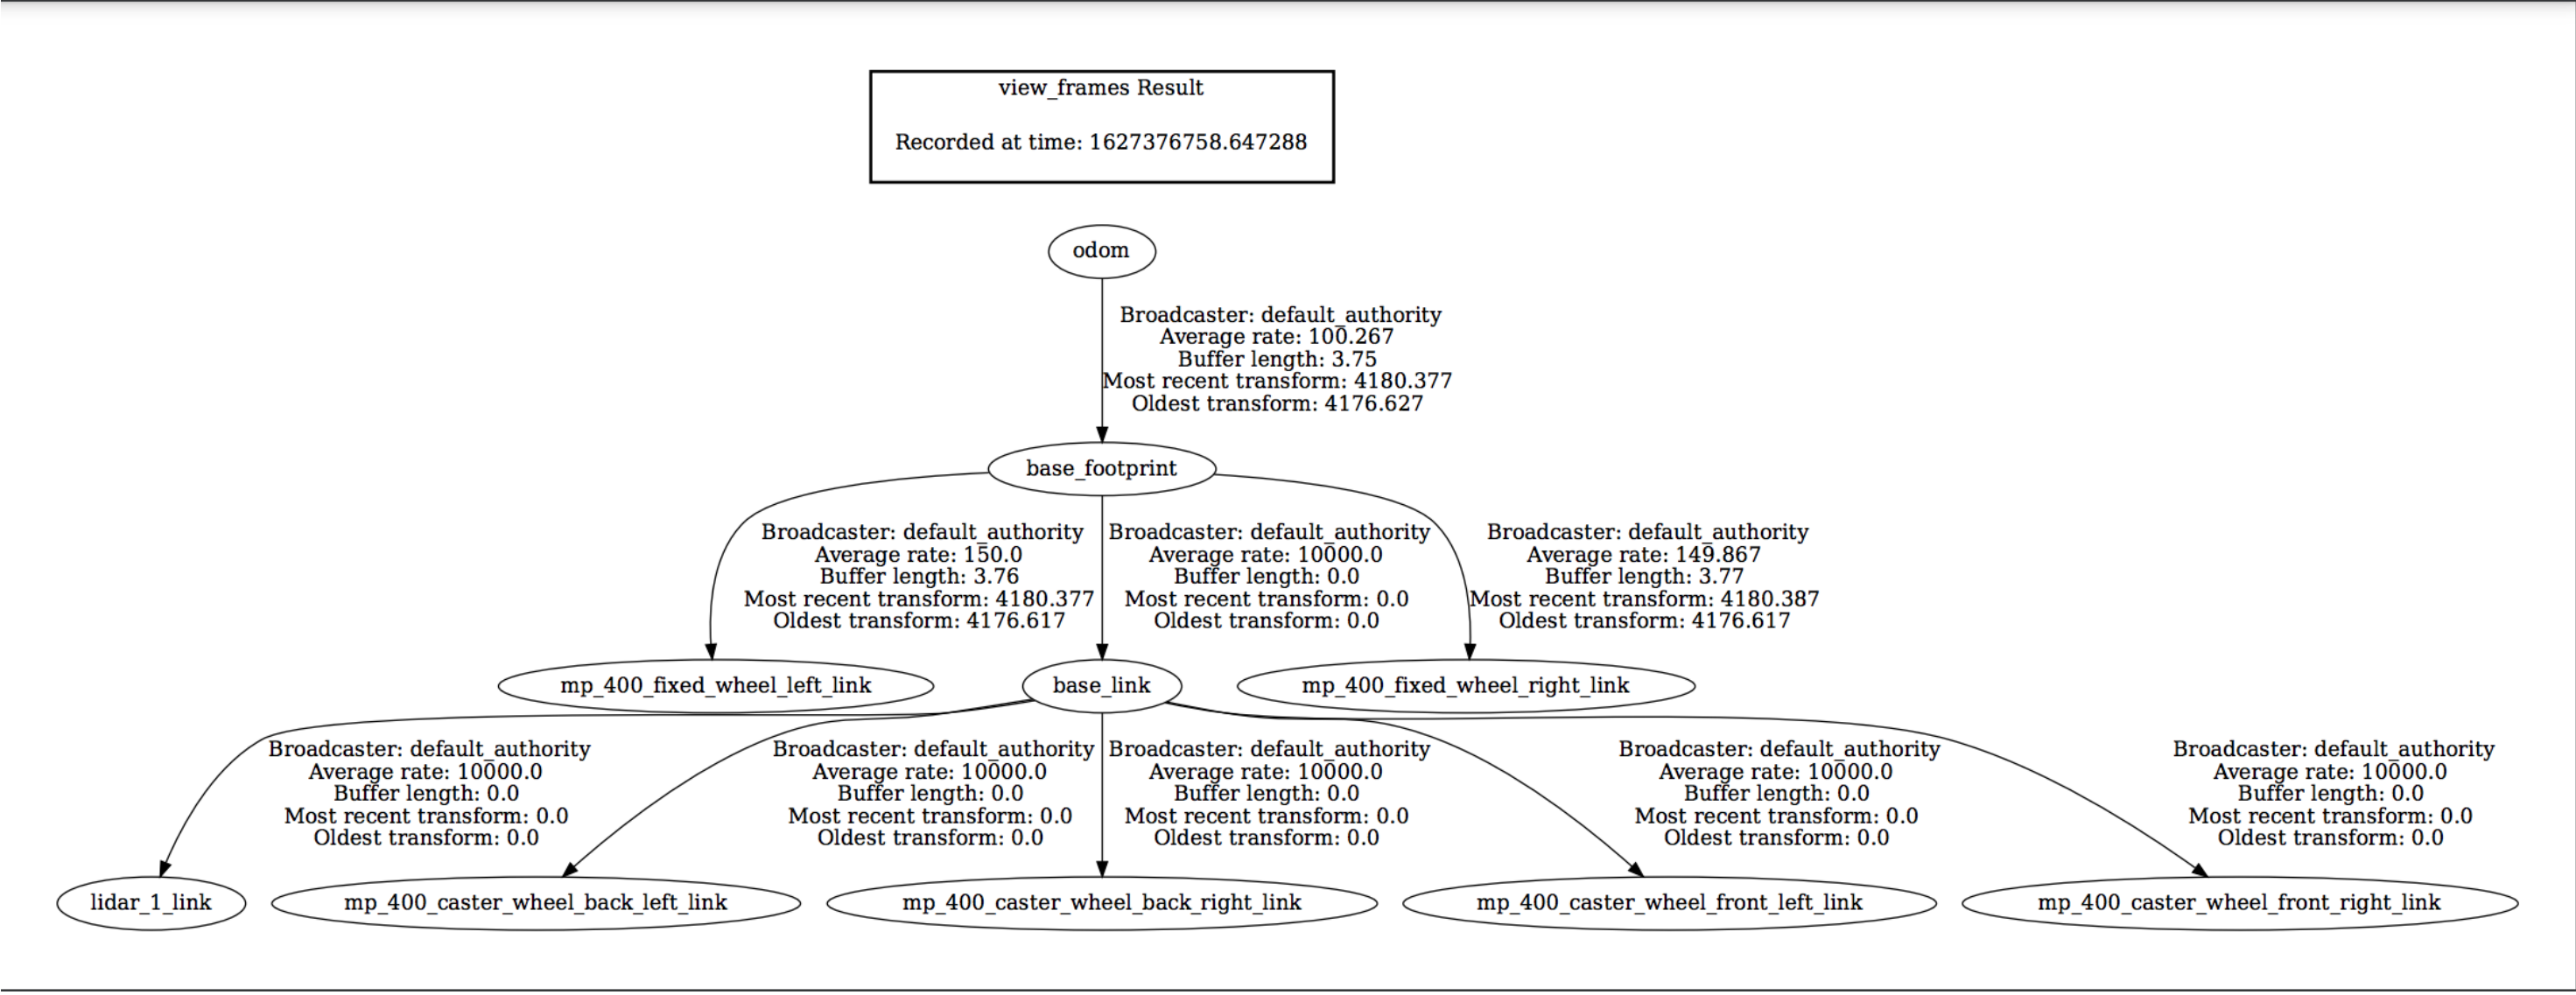 view_frames Result
Recorded at time: 1627376758.647288
odom
Broadcaster: default_authority
Average rate: 100.267
Buffer length: 3.75
Most recent transform: 4180.377
Oldest transform: 4176.627
base_footprint
Broadcaster: default_authority
Average rate: 150.0
Buffer length: 3.76
Most recent transform: 4180.377
Oldest transform: 4176.617
Broadcaster: default_authority
Average rate: 10000.0
Buffer length: 0.0
Most recent transform: 0.0
Oldest transform: 0.0
Broadcaster: default_authority
Average rate: 149.867
Buffer length: 3.77
Most recent transform: 4180.387
Oldest transform: 4176.617
mp_400_fixed_wheel_left_link
base_link
mp_400_fixed_wheel_right_link
Broadcaster: default_authority
Average rate: 10000.0
Buffer length: 0.0
Most recent transform: 0.0
Oldest transform: 0.0
Broadcaster: default_authority
Average rate: 10000.0
Buffer length: 0.0
Most recent transform: 0.0
Oldest transform: 0.0
Broadcaster: default_authority
Average rate: 10000.0
Buffer length: 0.0
Most recent transform: 0.0
Oldest transform: 0.0
Broadcaster: default_authority
Average rate: 10000.0
Buffer length: 0.0
Most recent transform: 0.0
Oldest transform: 0.0
Broadcaster: default_authority
Average rate: 10000.0
Buffer length: 0.0
Most recent transform: 0.0
Oldest transform: 0.0
lidar_1_link
mp_400_caster_wheel_back_left_link
mp_400_caster_wheel_back_right_link
mp_400_caster_wheel_front_left_link
mp_400_caster_wheel_front_right_link